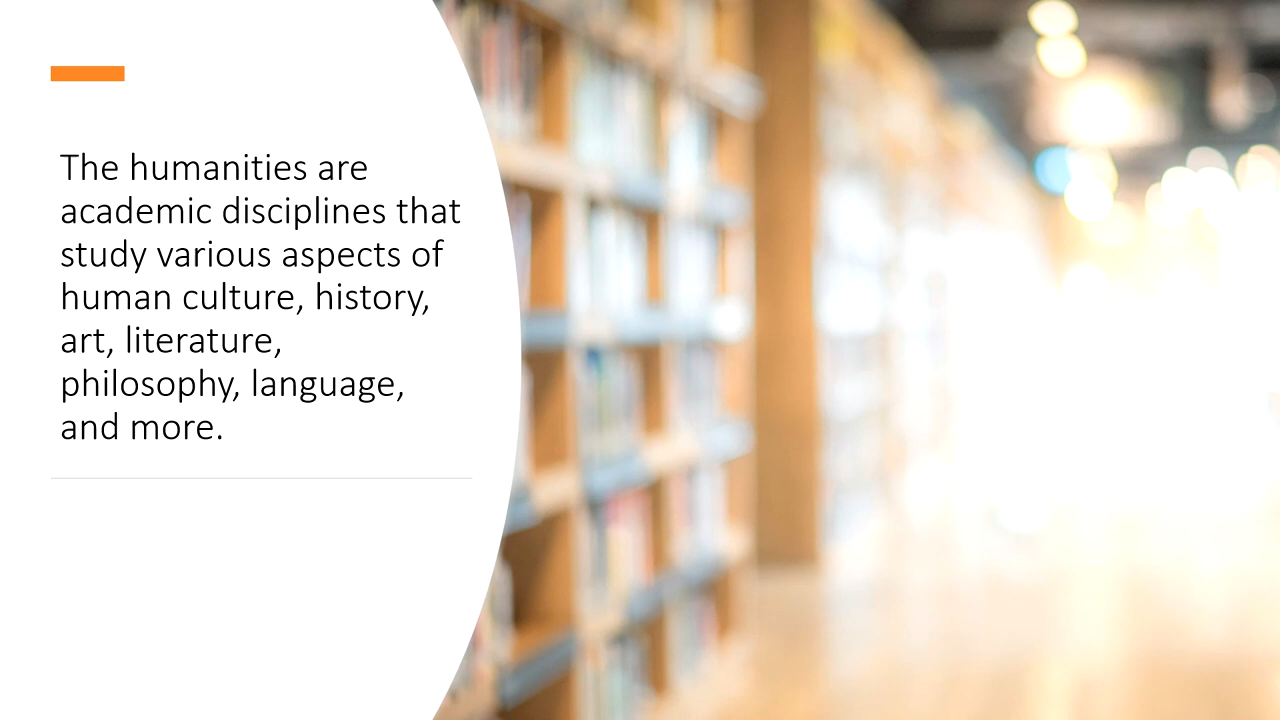 The humanities are
academic disciplines that
study various aspects of
human culture, history,
art, literature,
philosophy, language,
and more.